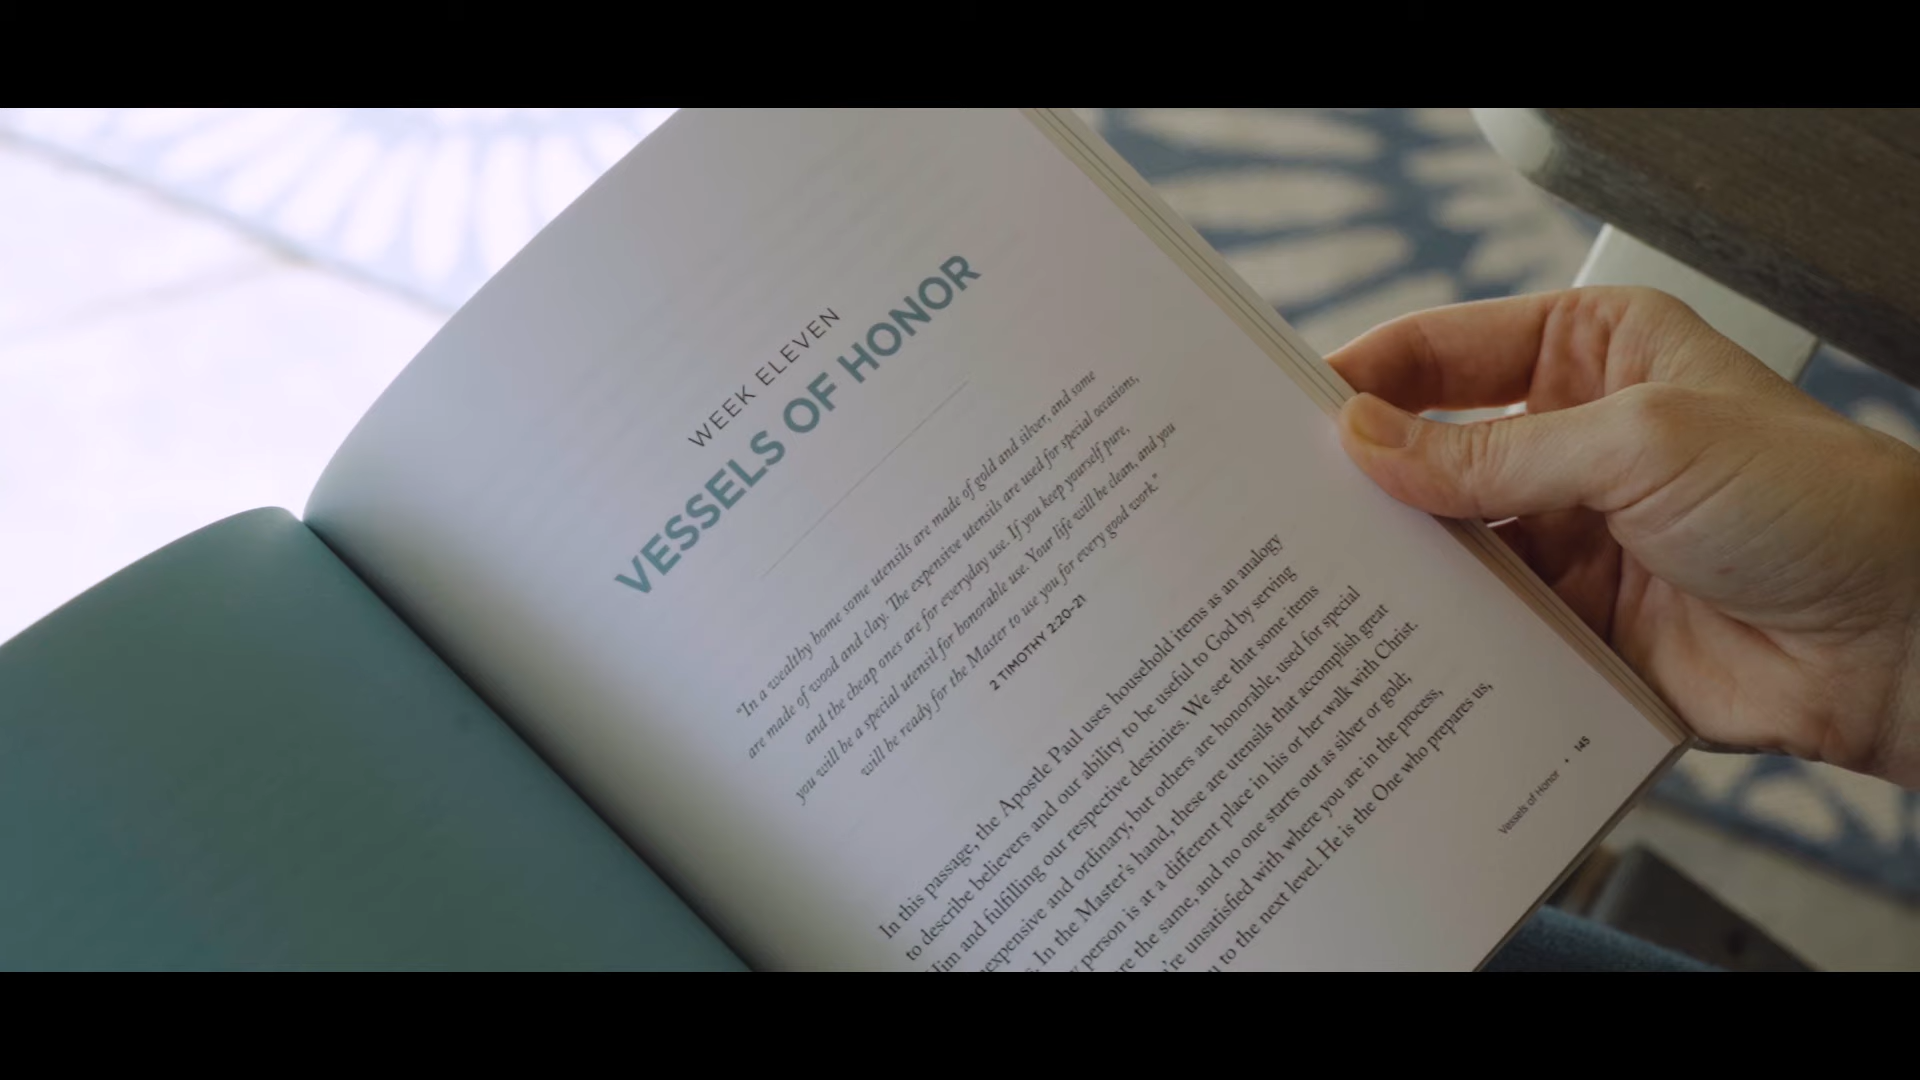 WEEK ELEVEN
VESSELS OF HONOR
"In a wealthy home some utensils are made of gold and silver, and some
are made of wood and clay. The expensive utensils are used for special occasions,
and the cheap ones are for everyday use. If you keep yourself pure,
you will be a special utensil for honorable use. Your life will be clean, and you
will be ready for the Master to use you for every good work."
2 TIMOTHY 2:20–21
In this passage, the Apostle Paul uses household items as an analogy
to describe believers and our ability to be useful to God by serving
Him and fulfilling our respective destinies. We see that some items
expensive and ordinary, but others are honorable, used for special
In the Master's hand, these are utensils that accomplish great
person is at a different place in his or her walk with Christ.
the same, and no one starts out as silver or gold;
unsatisfied with where you are in the process,
to the next level. He is the One who prepares us,
Vessels of Honor • 145